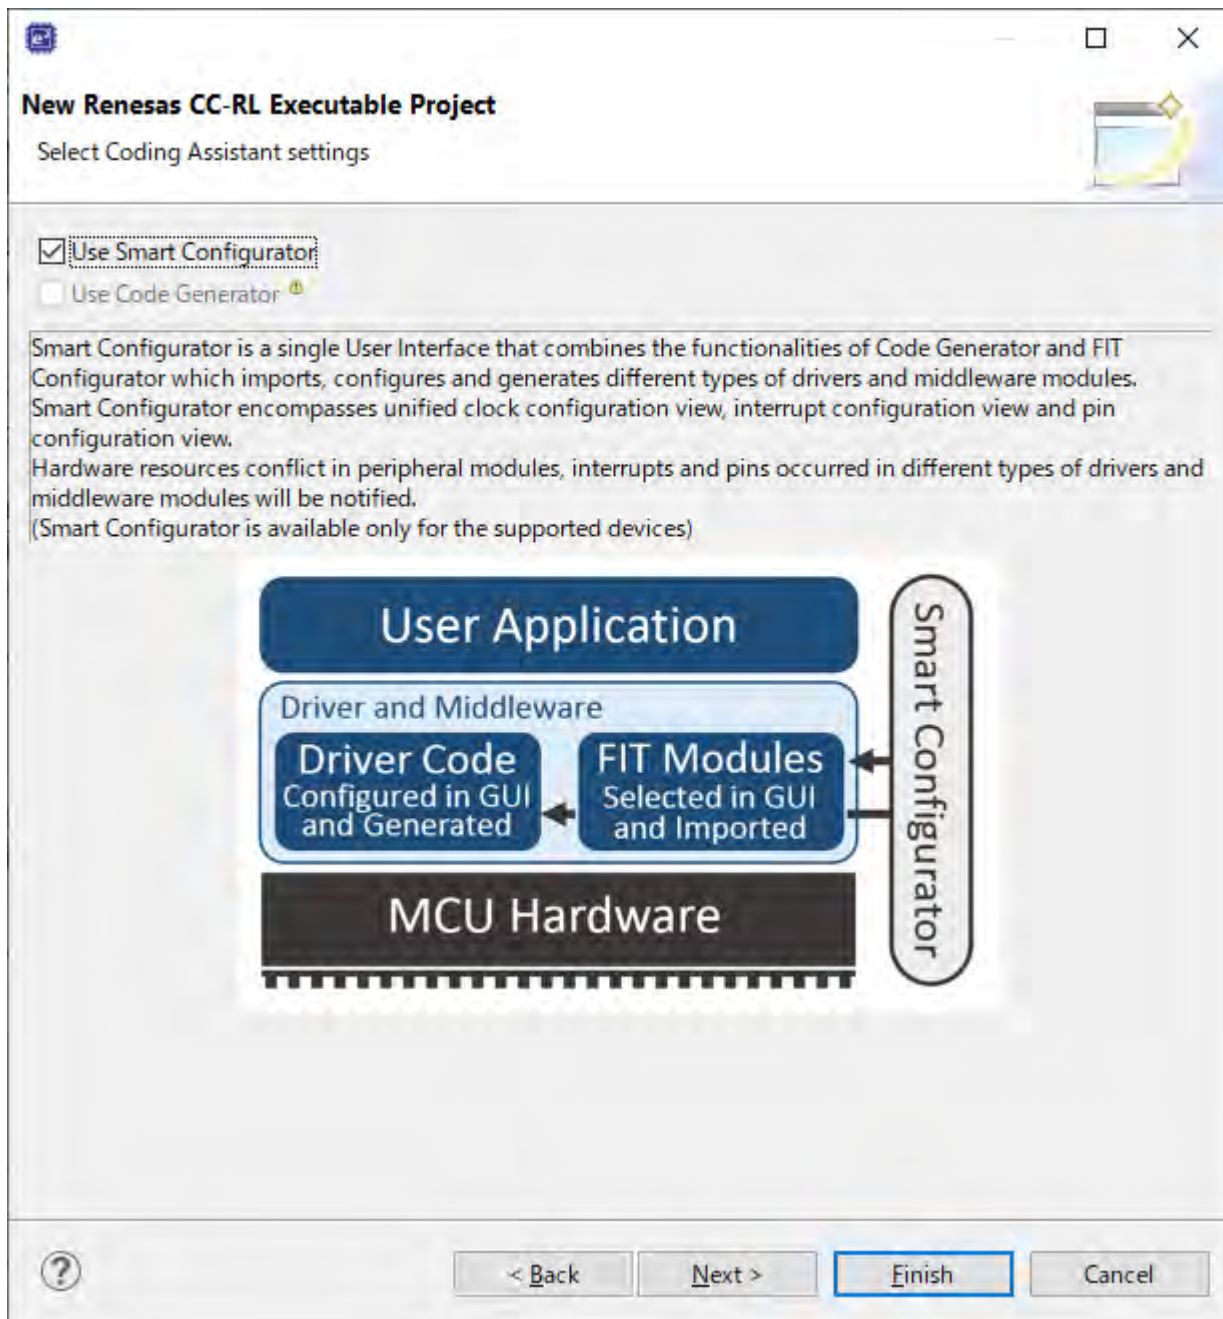 New Renesas CC-RL Executable Project
Select Coding Assistant settings
Use Smart Configurator
Use Code Generator
Smart Configurator is a single User Interface that combines the functionalities of Code Generator and FIT
Configurator which imports, configures and generates different types of drivers and middleware modules.
Smart Configurator encompasses unified clock configuration view, interrupt configuration view and pin
configuration view.
Hardware resources conflict in peripheral modules, interrupts and pins occurred in different types of drivers and
middleware modules will be notified.
(Smart Configurator is available only for the supported devices)
User Application
Driver and Middleware
Driver Code
Configured in GUI
and Generated
FIT Modules
Selected in GUI
and Imported
MCU Hardware
Smart Configurator
?
< Back
Next >
Finish
Cancel